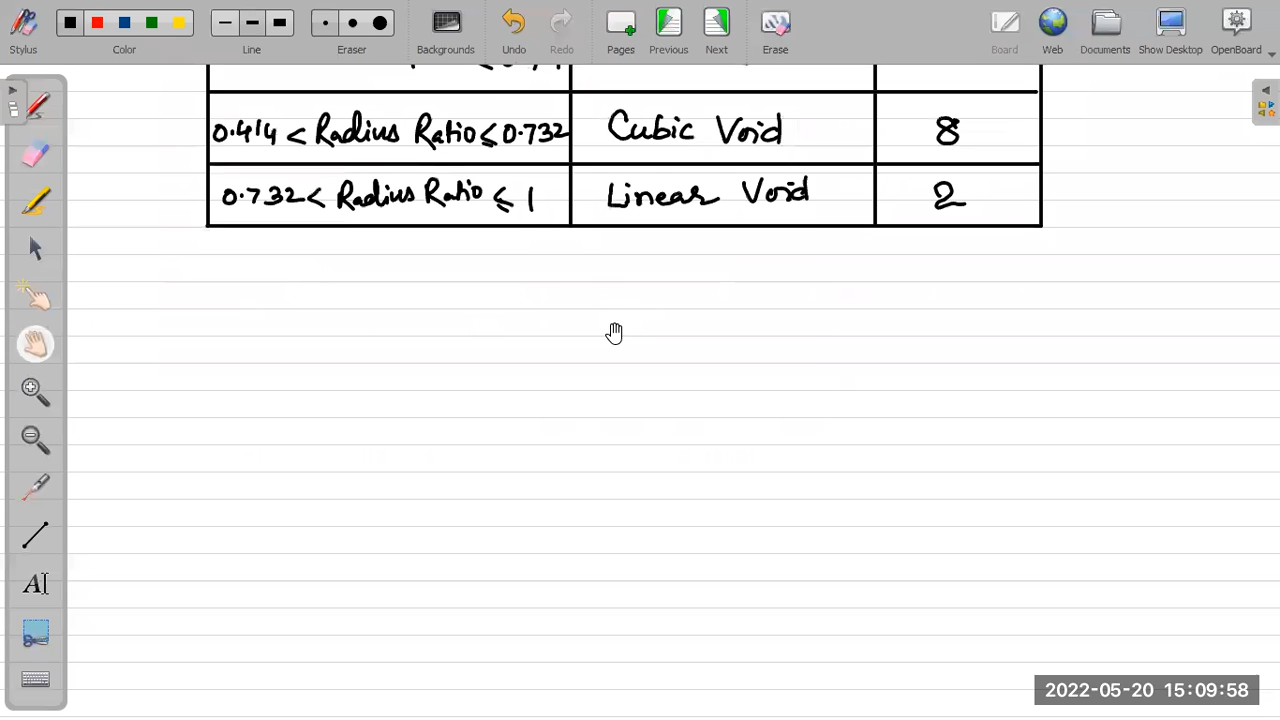 Stylus
Color
Line
Eraser
Backgrounds
Undo
Redo
Pages
Previous
Next
Erase
Board
Web
Documents
Show Desktop
OpenBoard
0.414 < Radius Ratio ≤ 0.732 Cubic Void 8
0.732 < Radius Ratio ≤ 1 Linear Void 2
2022-05-20 15:09:58